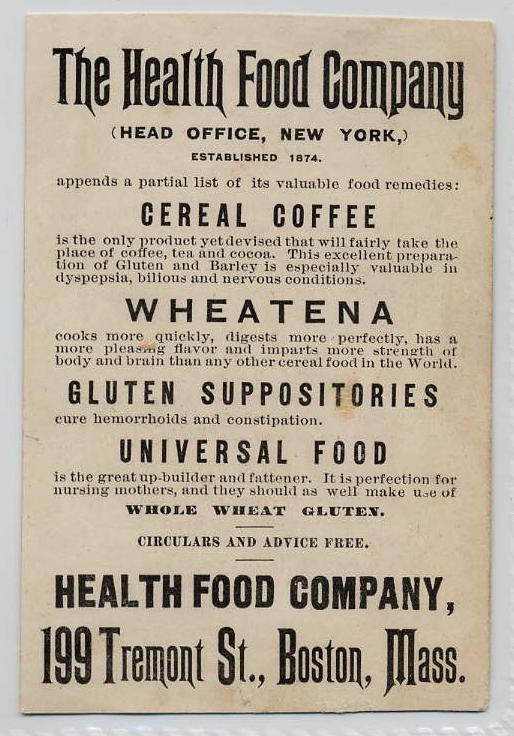 The Health Food Company
(HEAD OFFICE, NEW YORK,)
ESTABLISHED 1874.
appends a partial list of its valuable food remedies:
CEREAL COFFEE
is the only product yet devised that will fairly take the
place of coffee, tea and cocoa. This excellent prepara-
tion of Gluten and Barley is especially valuable in
dyspepsia, bilious and nervous conditions.
WHEATENA
cooks more quickly, digests more perfectly, has a
more pleasing flavor and imparts more strength of
body and brain than any other cereal food in the World.
GLUTEN SUPPOSITORIES
cure hemorrhoids and constipation.
UNIVERSAL FOOD
is the great up-builder and fattener. It is perfection for
nursing mothers, and they should as well make use of
WHOLE WHEAT GLUTEN.
CIRCULARS AND ADVICE FREE.
HEALTH FOOD COMPANY,
199 Tremont St., Boston, Mass.